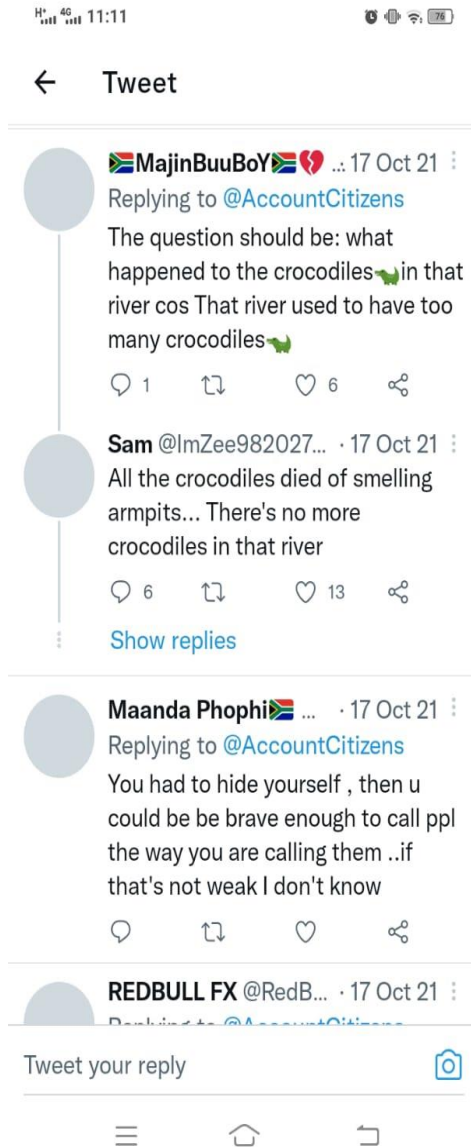 H+ 4G 11:11 76
Tweet
MajinBuuBoY ... · 17 Oct 21
Replying to @AccountCitizens
The question should be: what
happened to the crocodiles in that
river cos That river used to have too
many crocodiles
1 6
Sam @ImZee982027... · 17 Oct 21
All the crocodiles died of smelling
armpits... There's no more
crocodiles in that river
6 13
Show replies
Maanda Phophi ... · 17 Oct 21
Replying to @AccountCitizens
You had to hide yourself , then u
could be be brave enough to call ppl
the way you are calling them ..if
that's not weak I don't know
REDBULL FX @RedB... · 17 Oct 21
Replying to @AccountCitizens
Tweet your reply